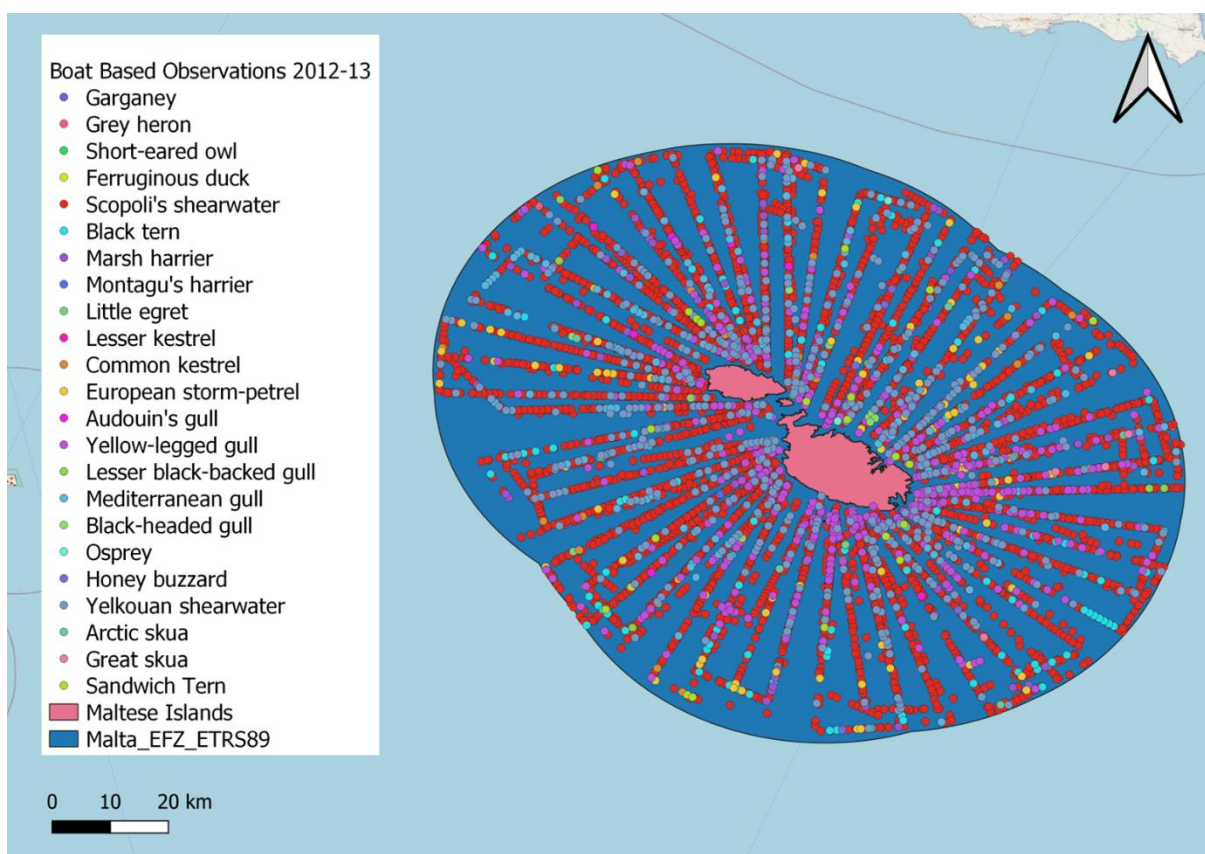 Boat Based Observations 2012-13
Garganey
Grey heron
Short-eared owl
Ferruginous duck
Scopoli's shearwater
Black tern
Marsh harrier
Montagu's harrier
Little egret
Lesser kestrel
Common kestrel
European storm-petrel
Audouin's gull
Yellow-legged gull
Lesser black-backed gull
Mediterranean gull
Black-headed gull
Osprey
Honey buzzard
Yelkouan shearwater
Arctic skua
Great skua
Sandwich Tern
Maltese Islands
Malta_EFZ_ETRS89
0 10 20 km